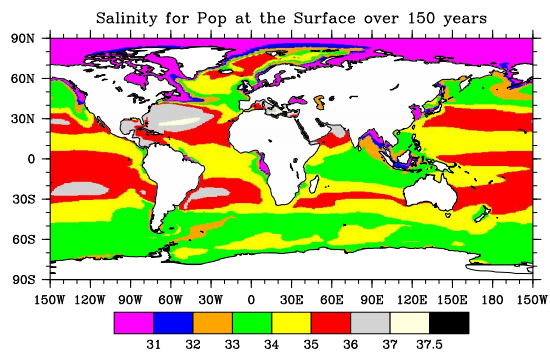 Salinity for Pop at the Surface over 150 years
90N
60N
30N
0
30S
60S
90S
150W 120W 90W 60W 30W 0 30E 60E 90E 120E 150E 180 150W
31 32 33 34 35 36 37 37.5